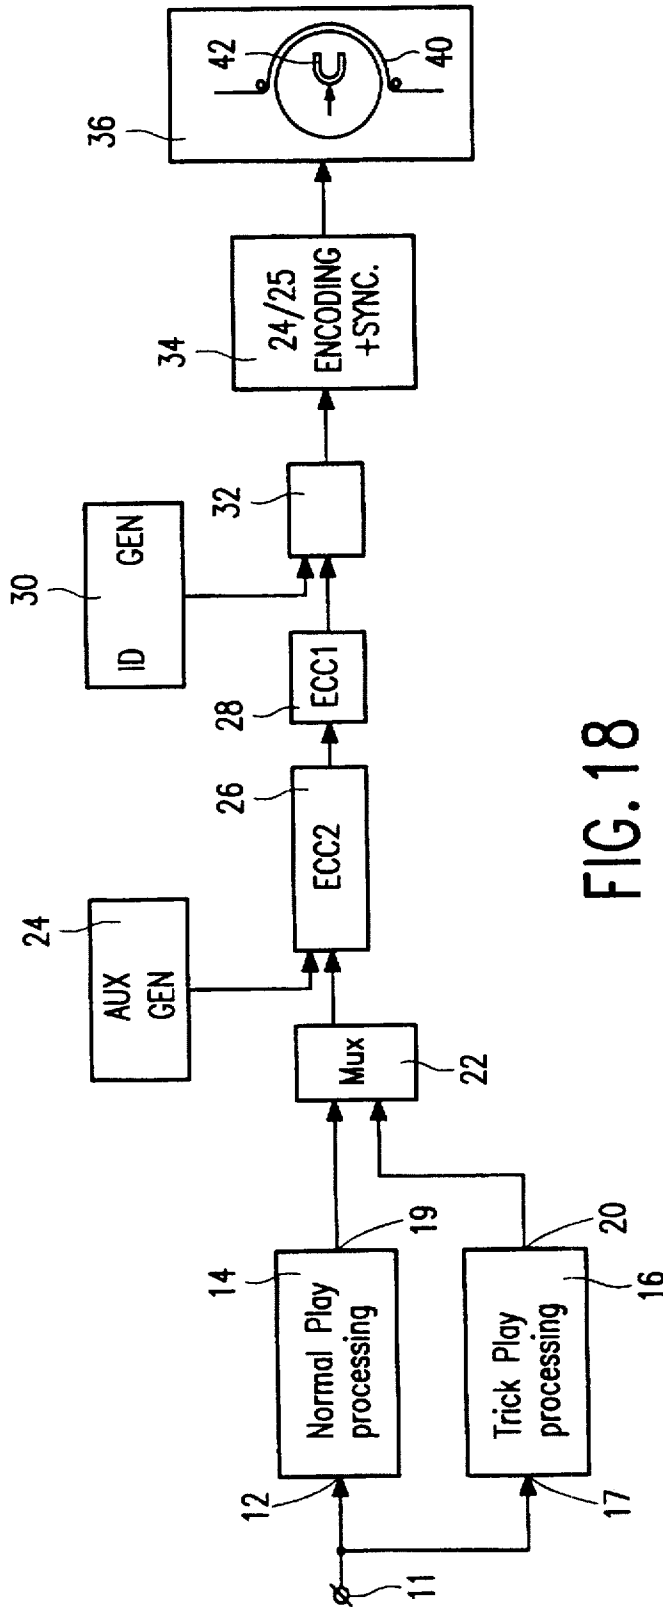 11
12
14
Normal Play
processing
19
17
Trick Play
processing
20
16
Mux
22
24
AUX
GEN
26
ECC2
28
ECC1
30
ID GEN
32
34
24/25
ENCODING
+SYNC.
36
42
40
FIG. 18